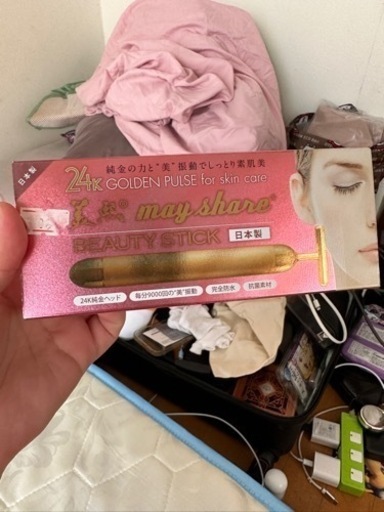 日本製
純金の力と"美"振動でしっとり素肌美
24K GOLDEN PULSE for skin care
may share®
BEAUTY STICK 日本製
24K純金ヘッド 毎分9000回の"美"振動 完全防水 抗菌素材